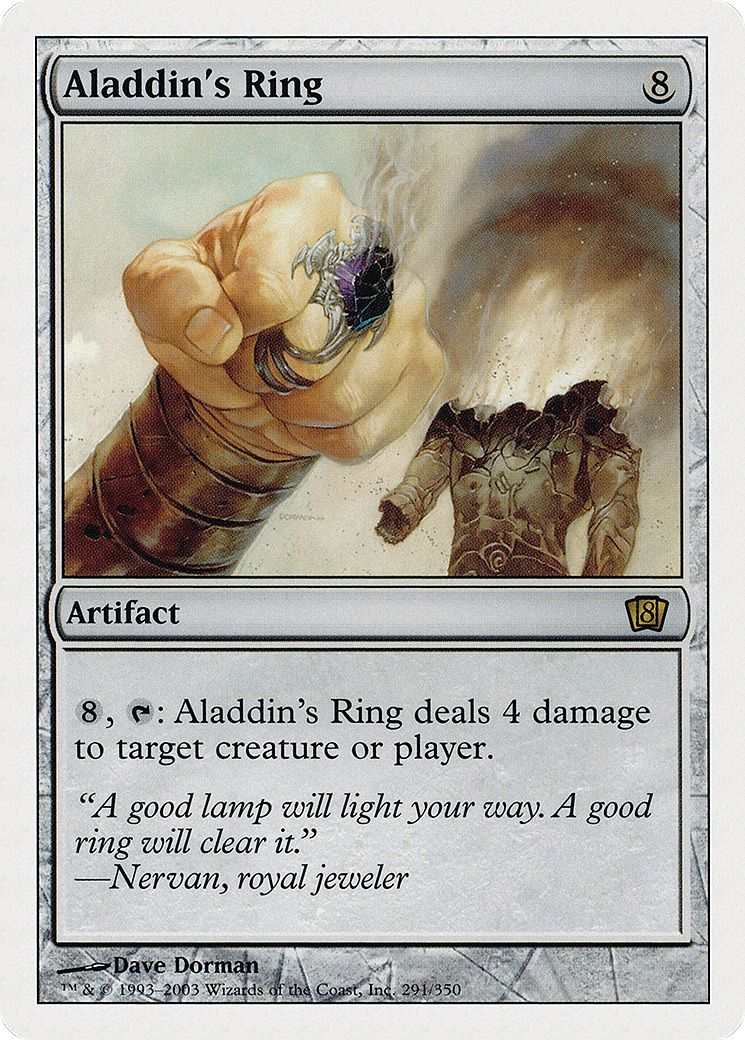 Aladdin's Ring 8
DORMAN
Artifact 8
8, : Aladdin's Ring deals 4 damage
to target creature or player.
"A good lamp will light your way. A good
ring will clear it."
—Nervan, royal jeweler
Dave Dorman
™ & © 1993–2003 Wizards of the Coast, Inc. 291/350